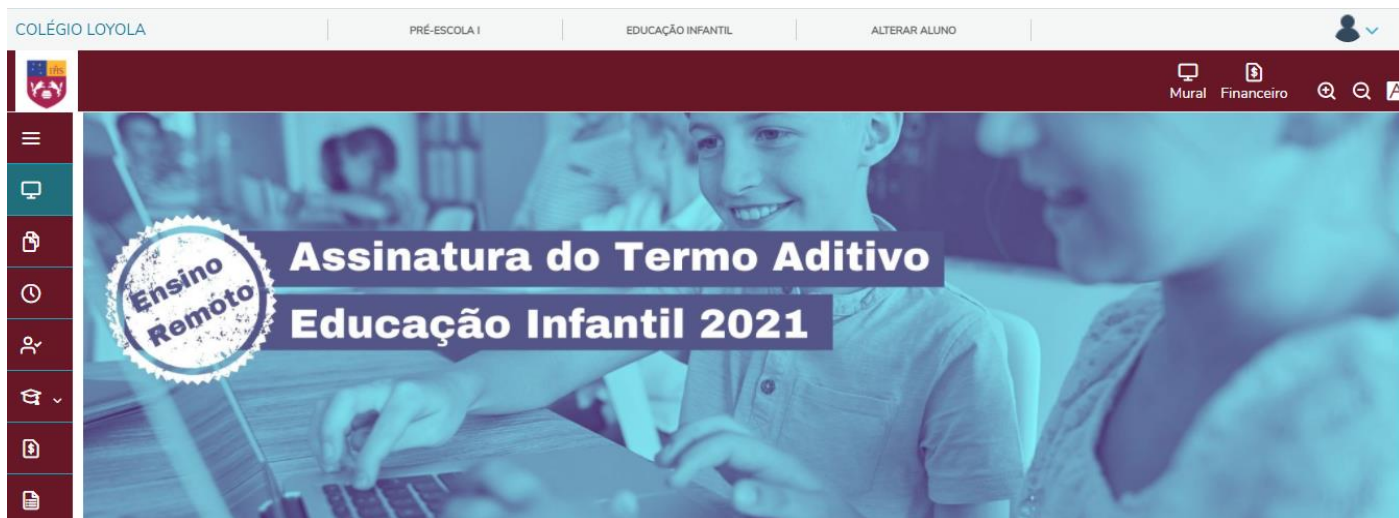 COLÉGIO LOYOLA
PRÉ-ESCOLA I
EDUCAÇÃO INFANTIL
ALTERAR ALUNO
IHS
Mural
Financeiro
A
Ensino
Remoto
Assinatura do Termo Aditivo
Educação Infantil 2021